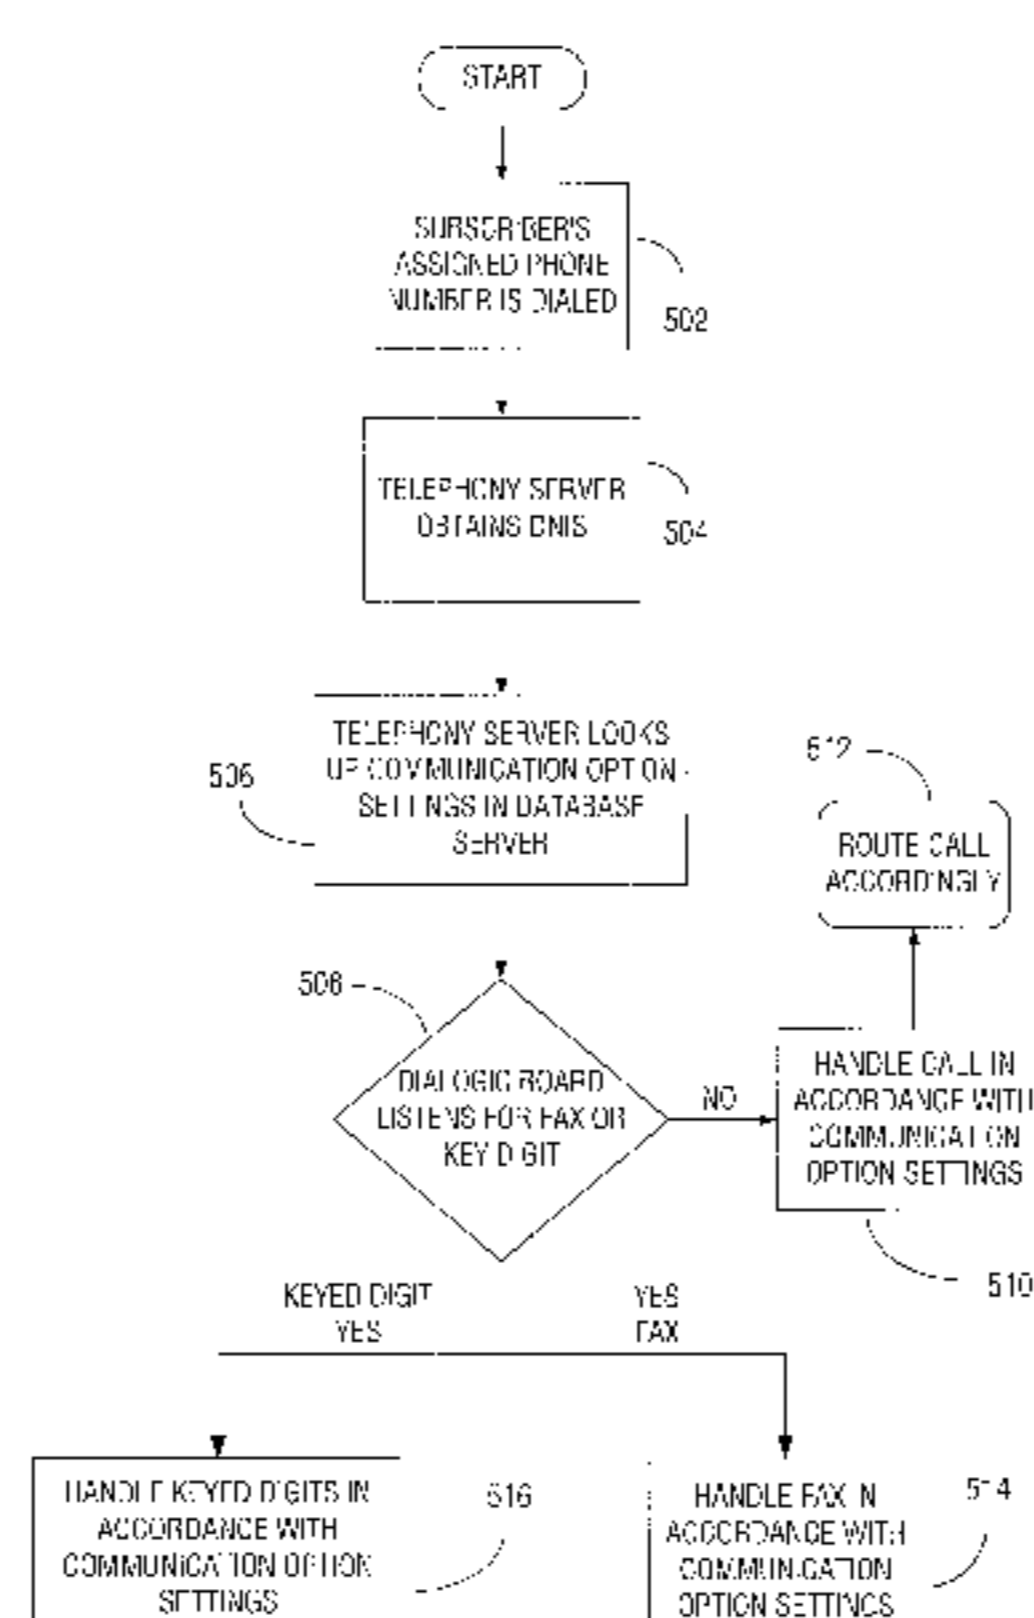 START
SUBSCRIBER'S
ASSIGNED PHONE
NUMBER IS DIALED
502
TELEPHONY SERVER
OBTAINS DNIS
504
TELEPHONY SERVER LOOKS
UP COMMUNICATION OPTION
SETTINGS IN DATABASE
SERVER
506
512
ROUTE CALL
ACCORDINGLY
508
DIALOGIC BOARD
LISTENS FOR FAX OR
KEY DIGIT
NO
HANDLE CALL IN
ACCORDANCE WITH
COMMUNICATION
OPTION SETTINGS
510
KEYED DIGIT
YES
YES
FAX
HANDLE KEYED DIGITS IN
ACCORDANCE WITH
COMMUNICATION OPTION
SETTINGS
516
HANDLE FAX IN
ACCORDANCE WITH
COMMUNICATION
OPTION SETTINGS
514